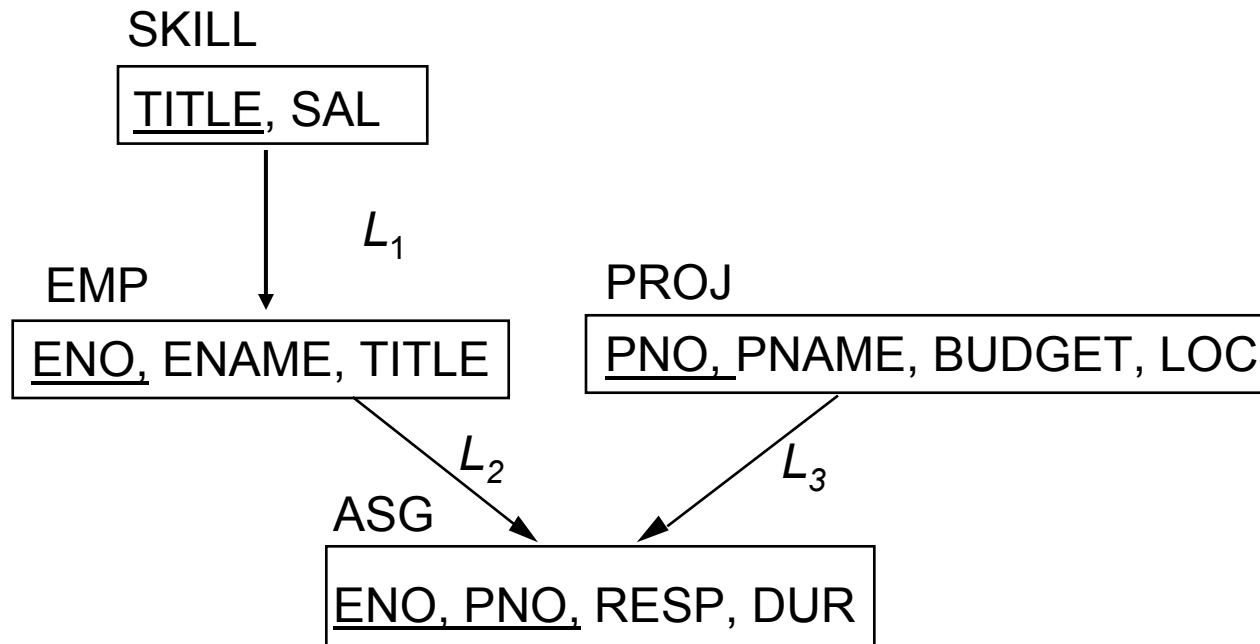 SKILL
TITLE, SAL
L1
EMP
PROJ
ENO, ENAME, TITLE
PNO, PNAME, BUDGET, LOC
L2
L3
ASG
ENO, PNO, RESP, DUR